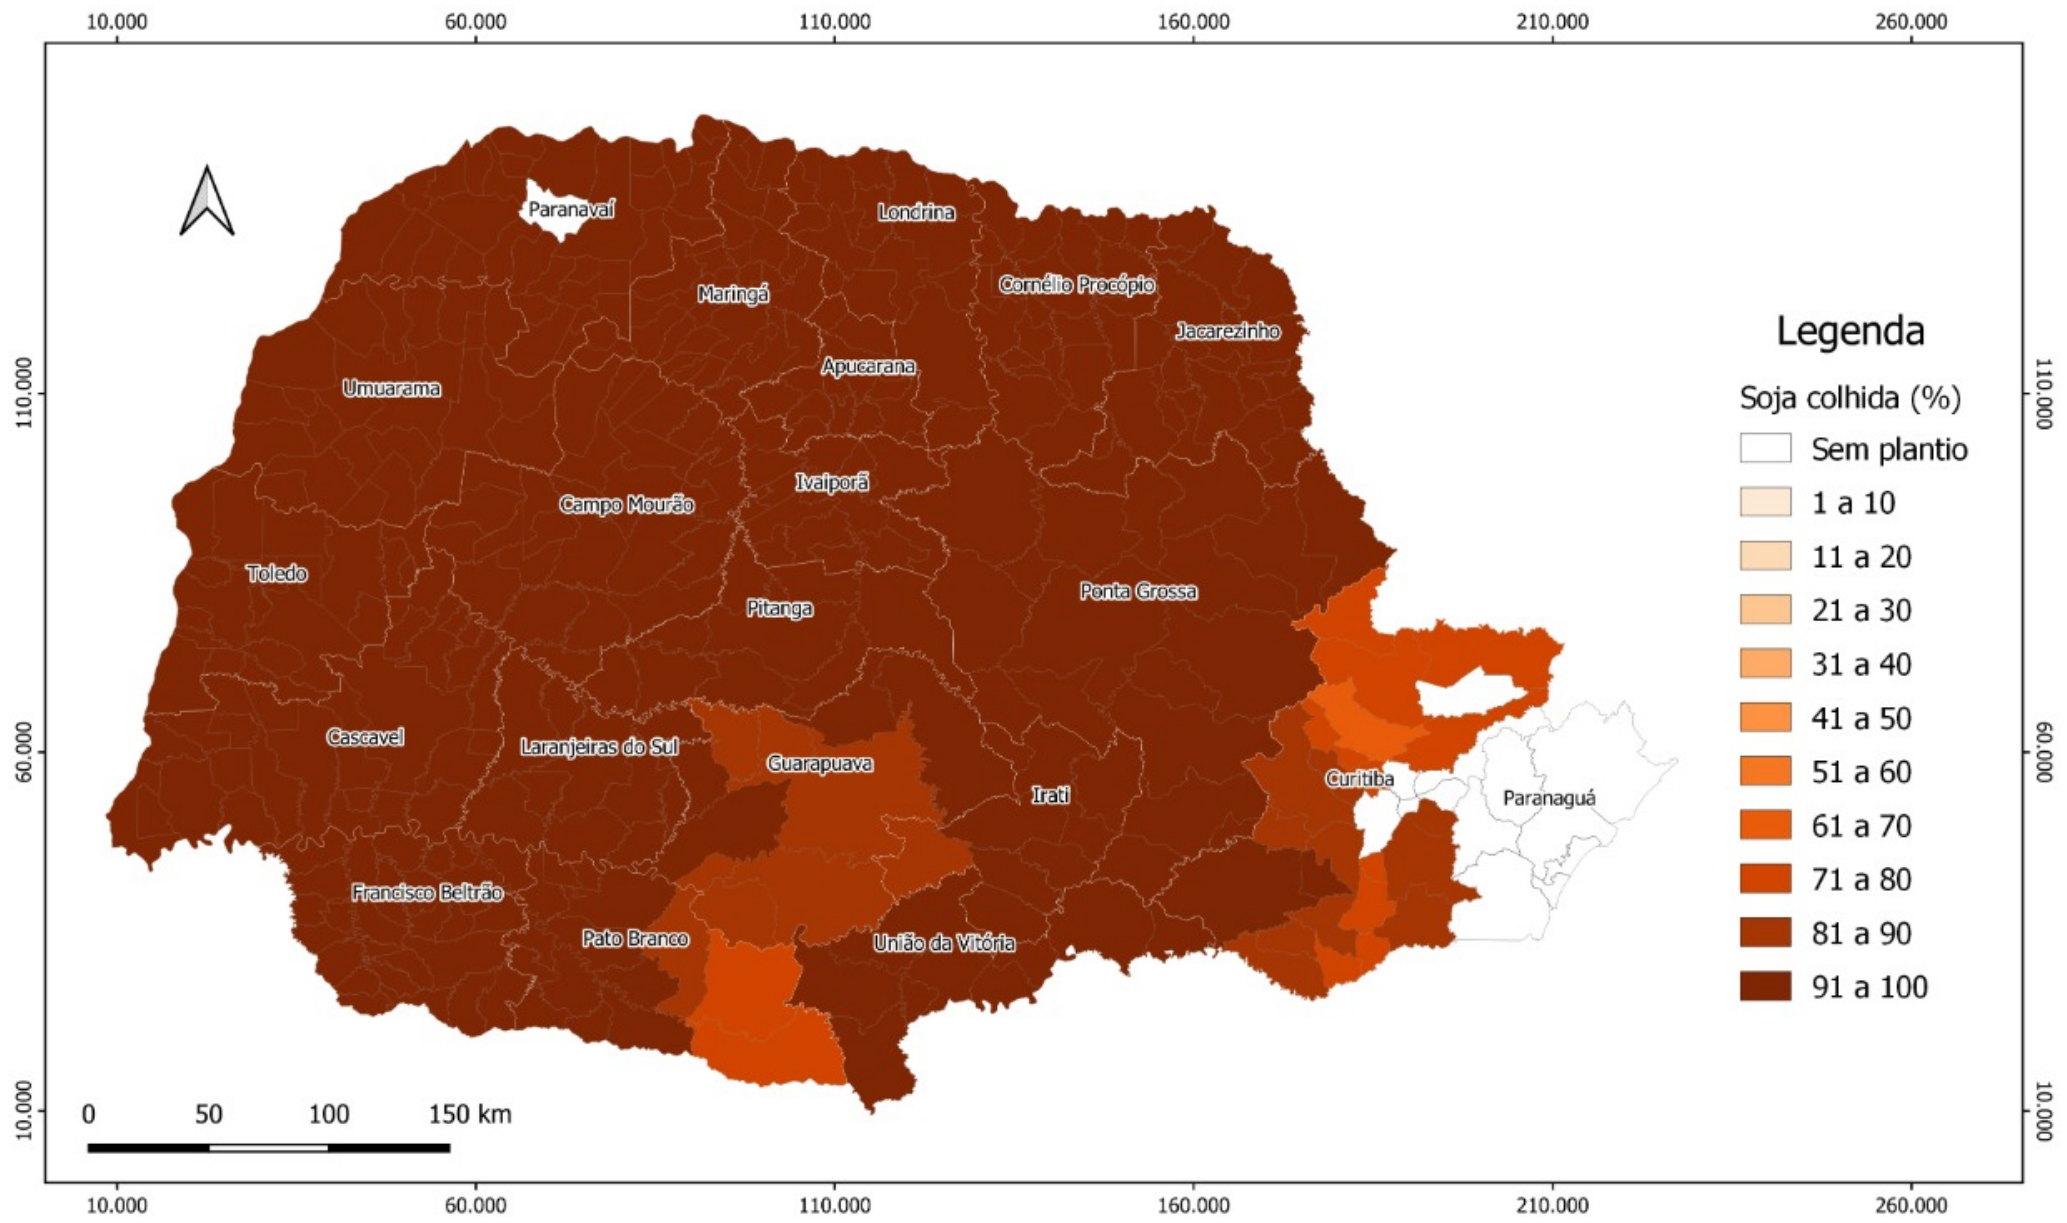 10.000 60.000 110.000 160.000 210.000 260.000
Paranavaí
Londrina
Cornélio Procópio
Maringá
Jacarezinho
Apucarana
Umuarama
Ivaiporã
Campo Mourão
Toledo
Ponta Grossa
Pitanga
Cascavel
Laranjeiras do Sul
Guarapuava
Curitiba
Irati
Paranaguá
Francisco Beltrão
Pato Branco
União da Vitória
110.000
60.000
10.000
110.000
60.000
10.000
Legenda
Soja colhida (%)
Sem plantio
1 a 10
11 a 20
21 a 30
31 a 40
41 a 50
51 a 60
61 a 70
71 a 80
81 a 90
91 a 100
0 50 100 150 km
10.000 60.000 110.000 160.000 210.000 260.000